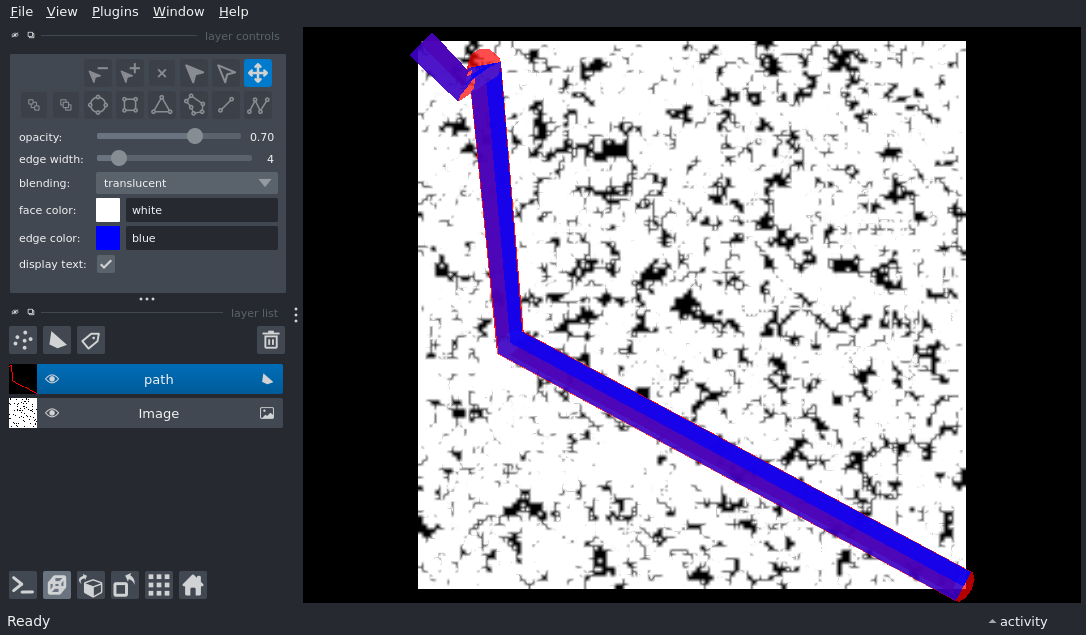 File View Plugins Window Help
layer controls
opacity: 0.70
edge width: 4
blending: translucent
face color: white
edge color: blue
display text:
layer list
path
Image
Ready
activity